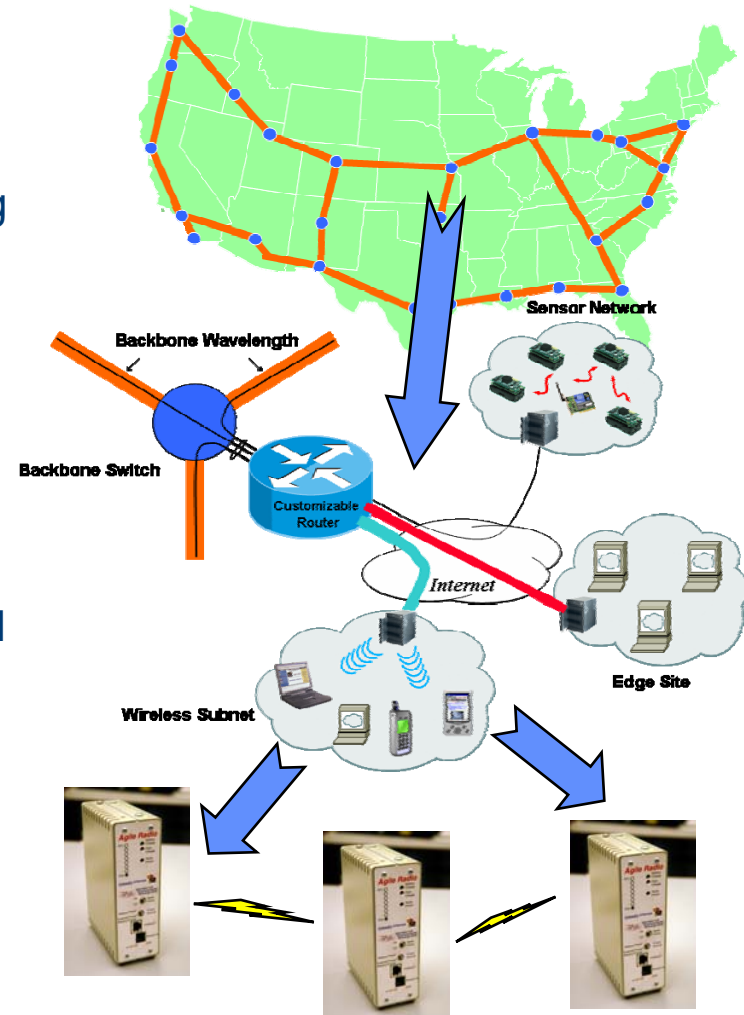 g
Sensor Network
Backbone Wavelength
Backbone Switch
Customizable
Router
Internet
d
Edge Site
Wireless Subnet
Agile Radio
Agile Radio
Agile Radio